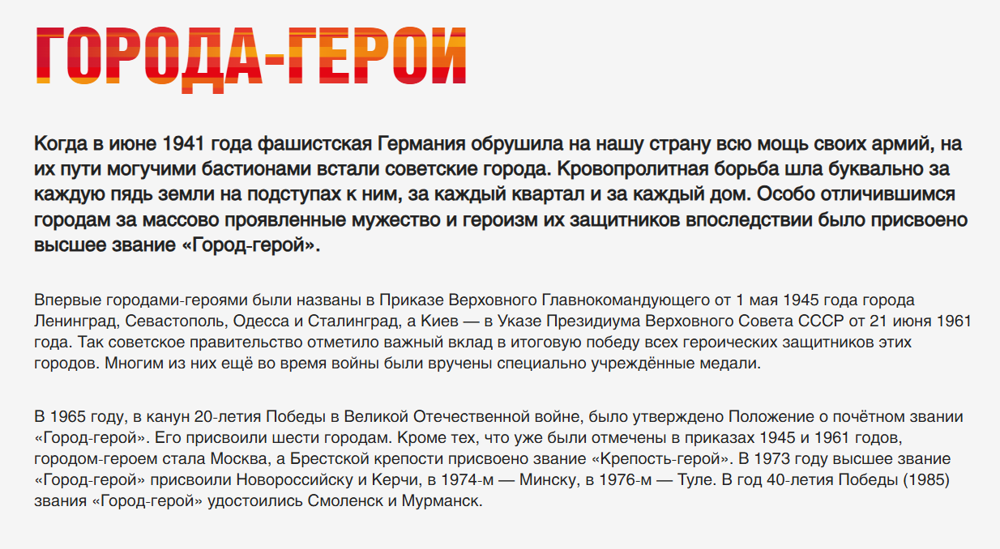 ГОРОДА-ГЕРОИ
Когда в июне 1941 года фашистская Германия обрушила на нашу страну всю мощь своих армий, на
их пути могучими бастионами встали советские города. Кровопролитная борьба шла буквально за
каждую пядь земли на подступах к ним, за каждый квартал и за каждый дом. Особо отличившимся
городам за массово проявленные мужество и героизм их защитников впоследствии было присвоено
высшее звание «Город-герой».
Впервые городами-героями были названы в Приказе Верховного Главнокомандующего от 1 мая 1945 года города
Ленинград, Севастополь, Одесса и Сталинград, а Киев — в Указе Президиума Верховного Совета СССР от 21 июня 1961
года. Так советское правительство отметило важный вклад в итоговую победу всех героических защитников этих
городов. Многим из них ещё во время войны были вручены специально учреждённые медали.
В 1965 году, в канун 20-летия Победы в Великой Отечественной войне, было утверждено Положение о почётном звании
«Город-герой». Его присвоили шести городам. Кроме тех, что уже были отмечены в приказах 1945 и 1961 годов,
городом-героем стала Москва, а Брестской крепости присвоено звание «Крепость-герой». В 1973 году высшее звание
«Город-герой» присвоили Новороссийску и Керчи, в 1974-м — Минску, в 1976-м — Туле. В год 40-летия Победы (1985)
звания «Город-герой» удостоились Смоленск и Мурманск.